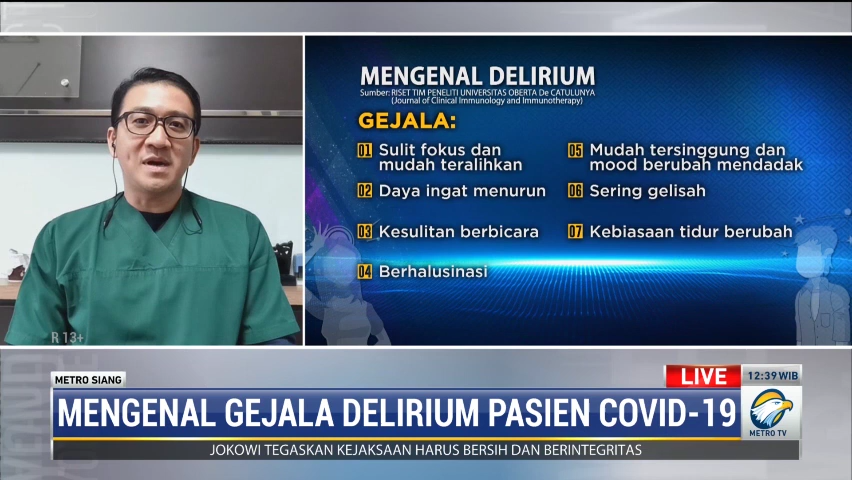 MENGENAL DELIRIUM
Sumber: RISET TIM PENELITI UNIVERSITAS OBERTA De CATULUNYA
(Journal of Clinical Immunology and Immunotherapy)
GEJALA:
01 Sulit fokus dan
mudah teralihkan
02 Daya ingat menurun
03 Kesulitan berbicara
04 Berhalusinasi
05 Mudah tersinggung dan
mood berubah mendadak
06 Sering gelisah
07 Kebiasaan tidur berubah
R 13+
METRO SIANG
LIVE
12:39 WIB
MENGENAL GEJALA DELIRIUM PASIEN COVID-19
METRO TV
JOKOWI TEGASKAN KEJAKSAAN HARUS BERSIH DAN BERINTEGRITAS